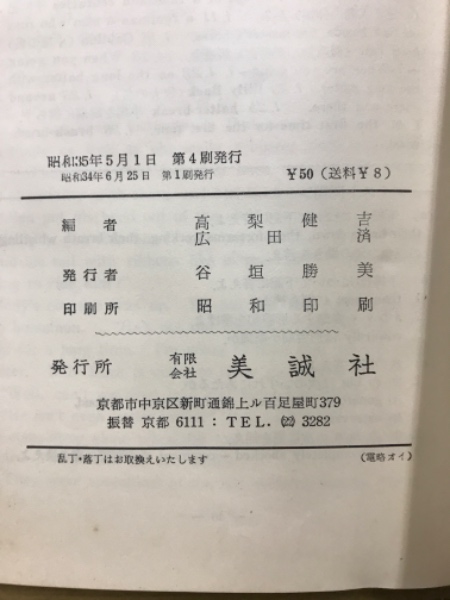 昭和35年5月1日 第4刷発行
昭和34年6月25日 第1刷発行 ¥50(送料¥8)
編者 高梨健吉
広田済
発行者 谷垣勝美
印刷所 昭和印刷
発行所 有限会社 美誠社
京都市中京区新町通錦上ル百足屋町379
振替 京都 6111:TEL. ㉒ 3282
乱丁・落丁はお取換えいたします (電略オイ)